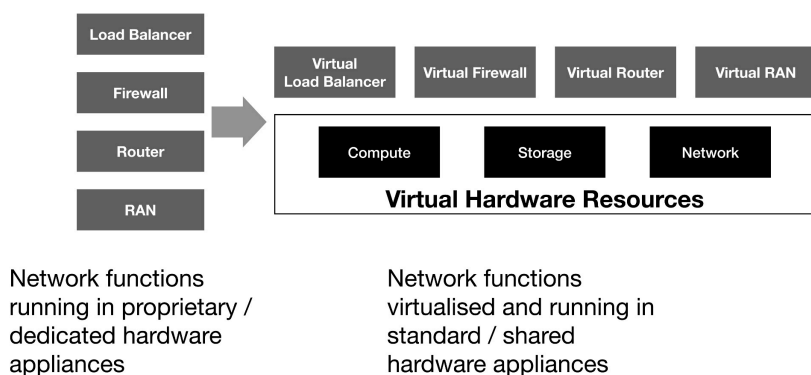 Load Balancer
Firewall
Router
RAN
Virtual
Load Balancer
Virtual Firewall
Virtual Router
Virtual RAN
Compute
Storage
Network
Virtual Hardware Resources
Network functions
running in proprietary /
dedicated hardware
appliances
Network functions
virtualised and running in
standard / shared
hardware appliances